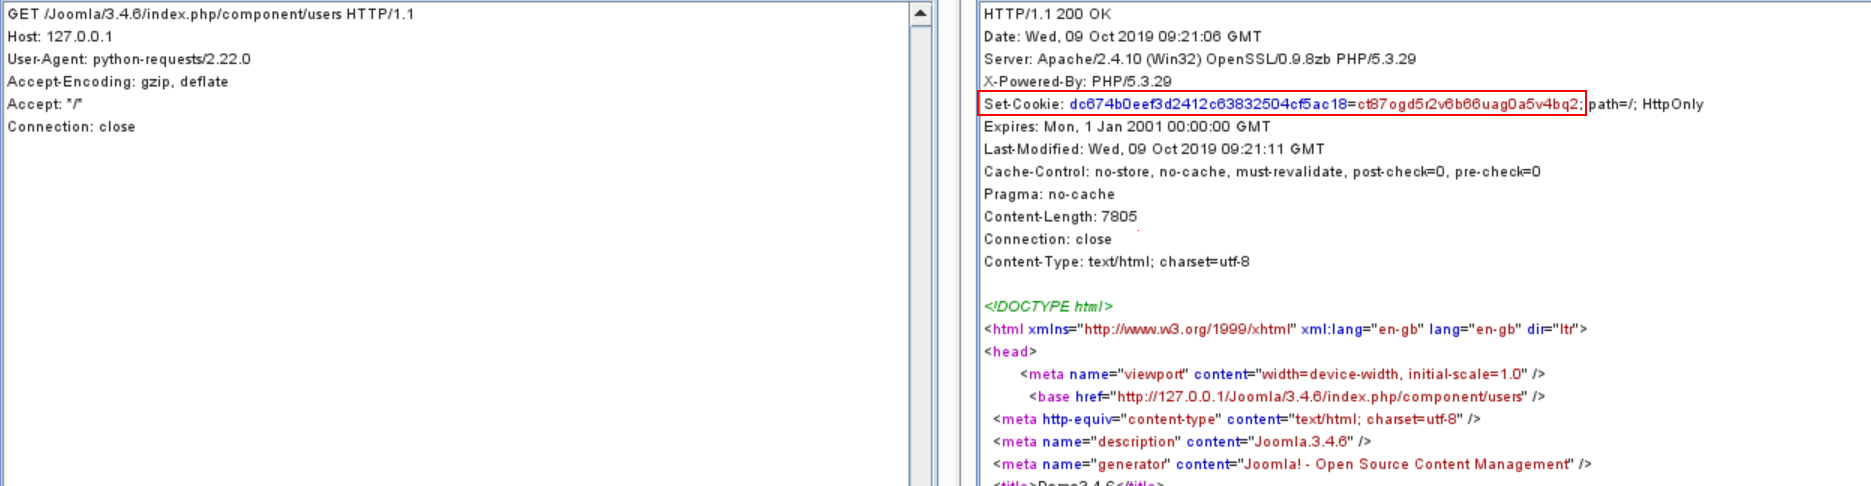 GET /Joomla/3.4.6/index.php/component/users HTTP/1.1
Host: 127.0.0.1
User-Agent: python-requests/2.22.0
Accept-Encoding: gzip, deflate
Accept: */*
Connection: close
HTTP/1.1 200 OK
Date: Wed, 09 Oct 2019 09:21:06 GMT
Server: Apache/2.4.10 (Win32) OpenSSL/0.9.8zb PHP/5.3.29
X-Powered-By: PHP/5.3.29
Set-Cookie: dc674b0eef3d2412c63832504cf5ac18=ct87ogd5r2v6b66uag0a5v4bq2; path=/; HttpOnly
Expires: Mon, 1 Jan 2001 00:00:00 GMT
Last-Modified: Wed, 09 Oct 2019 09:21:11 GMT
Cache-Control: no-store, no-cache, must-revalidate, post-check=0, pre-check=0
Pragma: no-cache
Content-Length: 7805
Connection: close
Content-Type: text/html; charset=utf-8
<!DOCTYPE html>
<html xmlns="http://www.w3.org/1999/xhtml" xml:lang="en-gb" lang="en-gb" dir="ltr">
<head>
<meta name="viewport" content="width=device-width, initial-scale=1.0" />
<base href="http://127.0.0.1/Joomla/3.4.6/index.php/component/users" />
<meta http-equiv="content-type" content="text/html; charset=utf-8" />
<meta name="description" content="Joomla.3.4.6" />
<meta name="generator" content="Joomla! - Open Source Content Management" />
<title>Demo3.4.6</title>